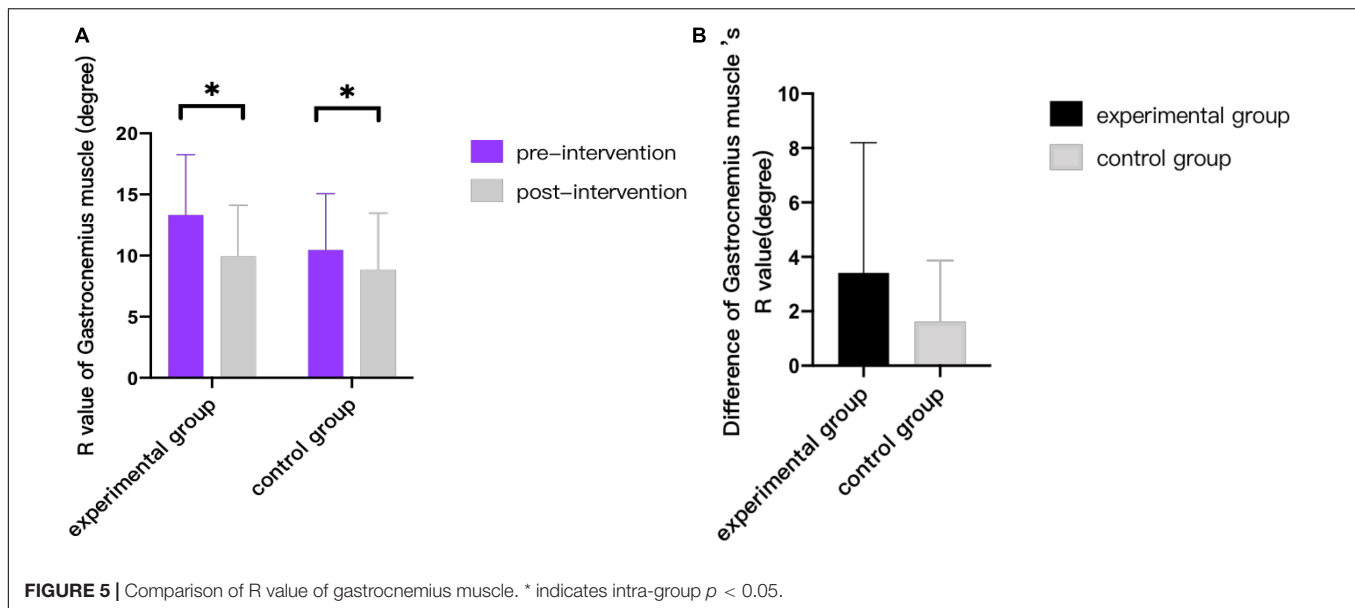 A
R value of Gastrocnemius muscle (degree)
*
*
20
15
10
5
0
experimental group
control group
pre–intervention
post–intervention
B
Difference of Gastrocnemius muscle ’s
R value(degree)
10
8
6
4
2
0
experimental group
control group
experimental group
control group
FIGURE 5 | Comparison of R value of gastrocnemius muscle. * indicates intra-group p < 0.05.